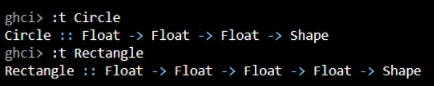 ghci> :t Circle
Circle :: Float -> Float -> Float -> Shape
ghci> :t Rectangle
Rectangle :: Float -> Float -> Float -> Float -> Shape